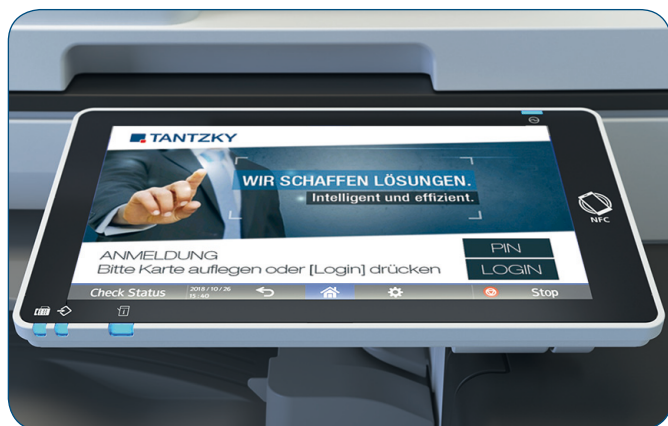 TANTZKY
WIR SCHAFFEN LÖSUNGEN.
Intelligent und effizient.
NFC
ANMELDUNG
Bitte Karte auflegen oder [Login] drücken
PIN
LOGIN
Check Status
2018 / 10 / 26
15 : 40
Stop